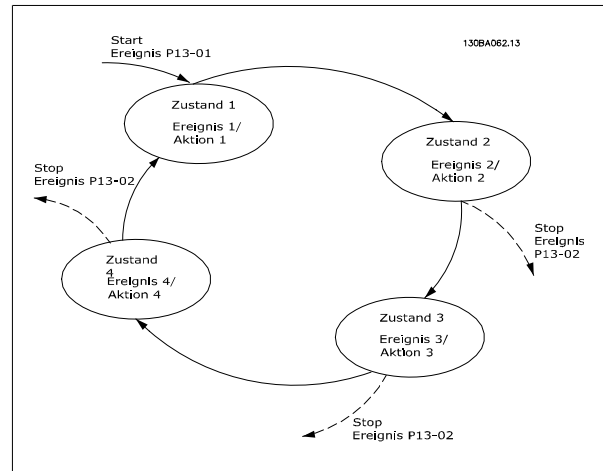 Start
Ereignis P13-01
130BA062.13
Zustand 1
Ereignis 1/
Aktion 1
Zustand 2
Ereignis 2/
Aktion 2
Stop
Ereignis P13-02
Stop
Ereignis
P13-02
Zustand
4
Ereignis 4/
Aktion 4
Zustand 3
Ereignis 3/
Aktion 3
Stop
Ereignis P13-02